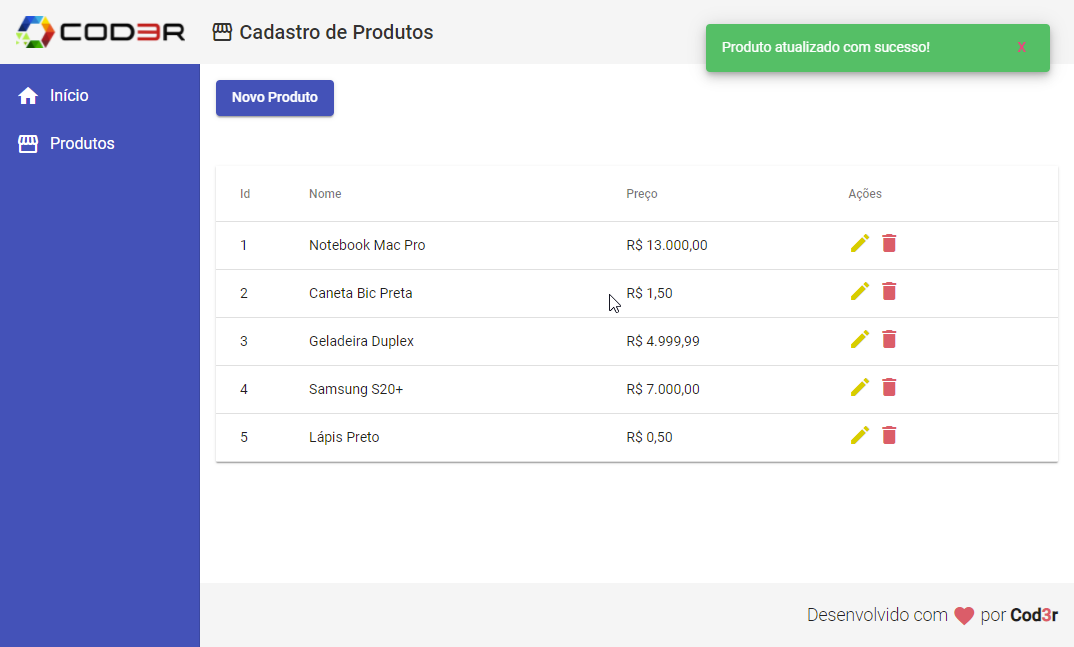 COD3R
Cadastro de Produtos
Produto atualizado com sucesso! X
Início
Produtos
Novo Produto
Id Nome Preço Ações
1 Notebook Mac Pro R$ 13.000,00
2 Caneta Bic Preta R$ 1,50
3 Geladeira Duplex R$ 4.999,99
4 Samsung S20+ R$ 7.000,00
5 Lápis Preto R$ 0,50
Desenvolvido com por Cod3r